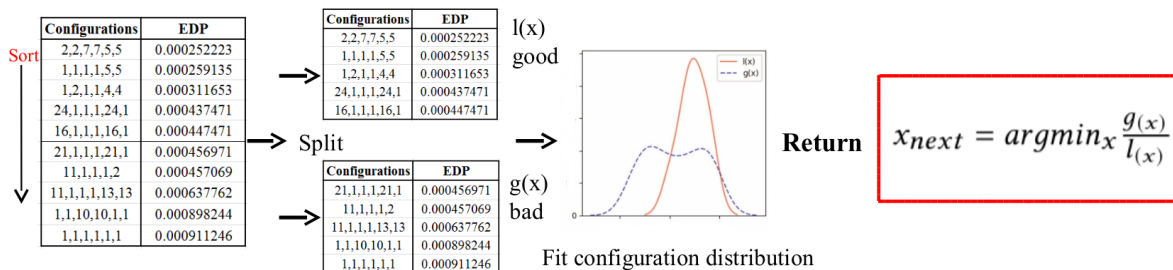 Sort
Configurations EDP
2,2,7,7,5,5 0.000252223
1,1,1,1,5,5 0.000259135
1,2,1,1,4,4 0.000311653
24,1,1,1,24,1 0.000437471
16,1,1,1,16,1 0.000447471
21,1,1,1,21,1 0.000456971
11,1,1,1,2 0.000457069
11,1,1,1,13,13 0.000637762
1,1,10,10,1,1 0.000898244
1,1,1,1,1,1 0.000911246
Split
Configurations EDP
2,2,7,7,5,5 0.000252223
1,1,1,1,5,5 0.000259135
1,2,1,1,4,4 0.000311653
24,1,1,1,24,1 0.000437471
16,1,1,1,16,1 0.000447471
l(x)
good
Configurations EDP
21,1,1,1,21,1 0.000456971
11,1,1,1,2 0.000457069
11,1,1,1,13,13 0.000637762
1,1,10,10,1,1 0.000898244
1,1,1,1,1,1 0.000911246
g(x)
bad
l(x)
g(x)
0
Fit configuration distribution
Return
x_next = argmin_x g_(x) / l_(x)